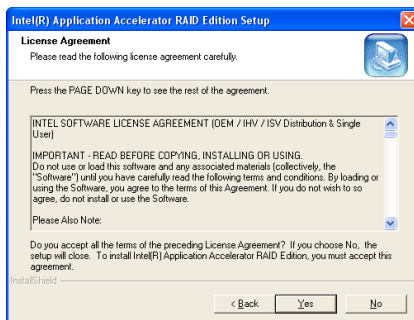 Intel(R) Application Accelerator RAID Edition Setup
License Agreement
Please read the following license agreement carefully.
Press the PAGE DOWN key to see the rest of the agreement.
INTEL SOFTWARE LICENSE AGREEMENT (OEM / IHV / ISV Distribution & Single
User)
IMPORTANT - READ BEFORE COPYING, INSTALLING OR USING.
Do not use or load this software and any associated materials (collectively, the
"Software") until you have carefully read the following terms and conditions. By loading or
using the Software, you agree to the terms of this Agreement. If you do not wish to so
agree, do not install or use the Software.
Please Also Note:
Do you accept all the terms of the preceding License Agreement? If you choose No, the
setup will close. To install Intel(R) Application Accelerator RAID Edition, you must accept this
agreement.
InstallShield
< Back
Yes
No